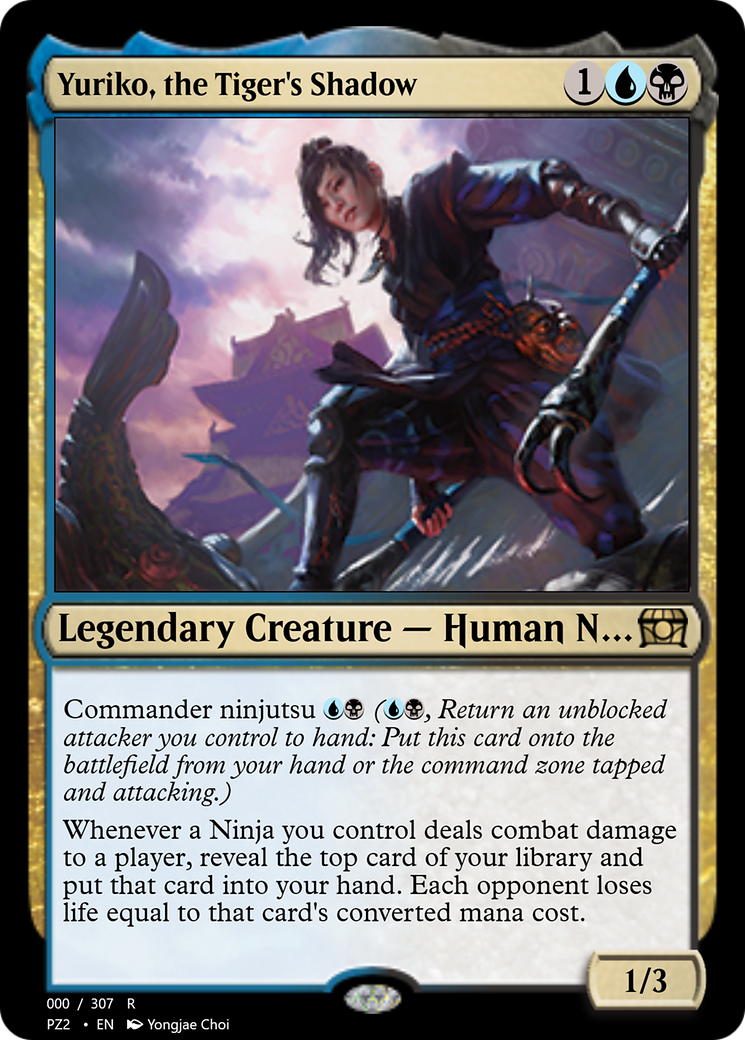 Yuriko, the Tiger's Shadow 1
Legendary Creature — Human N...
Commander ninjutsu (, Return an unblocked
attacker you control to hand: Put this card onto the
battlefield from your hand or the command zone tapped
and attacking.)
Whenever a Ninja you control deals combat damage
to a player, reveal the top card of your library and
put that card into your hand. Each opponent loses
life equal to that card's converted mana cost.
1/3
000 / 307 R
PZ2 • EN Yongjae Choi